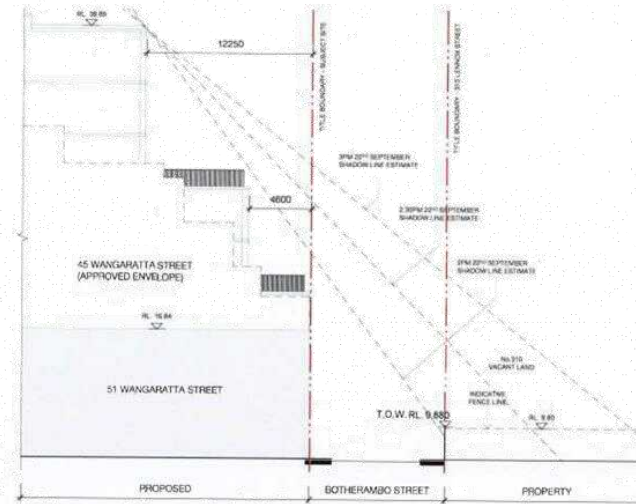 RL 38.85
12250
TITLE BOUNDARY - SUBJECT SITE
TITLE BOUNDARY - 310 LENNOX STREET
3PM 22ND SEPTEMBER
SHADOW LINE ESTIMATE
4600
2:30PM 22ND SEPTEMBER
SHADOW LINE ESTIMATE
45 WANGARATTA STREET
(APPROVED ENVELOPE)
2PM 22ND SEPTEMBER
SHADOW LINE ESTIMATE
RL 16.84
No.310
VACANT LAND
51 WANGARATTA STREET
INDICATIVE
FENCE LINE.
T.O.W. RL. 9,880
RL 9.80
PROPOSED
BOTHERAMBO STREET
PROPERTY